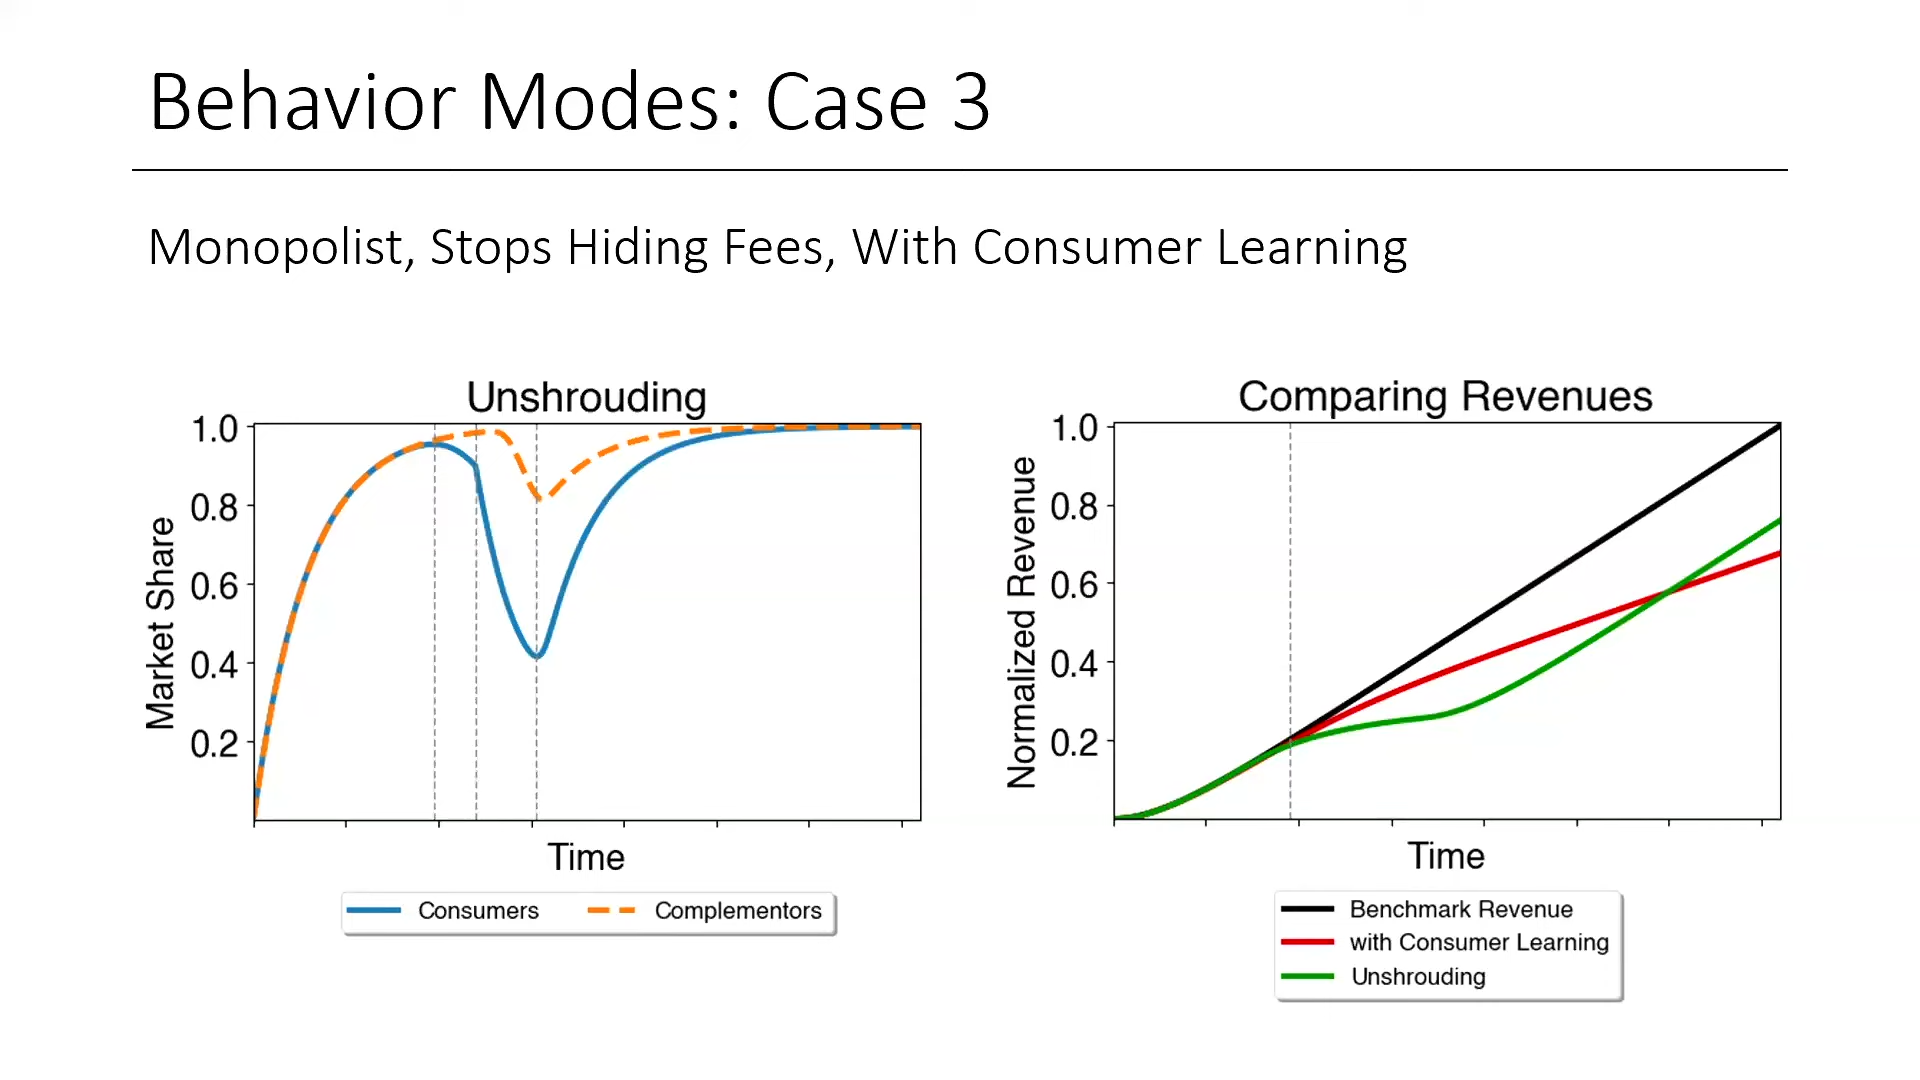 Behavior Modes: Case 3
Monopolist, Stops Hiding Fees, With Consumer Learning
Unshrouding
Market Share
1.0
0.8
0.6
0.4
0.2
Time
Consumers
Complementors
Comparing Revenues
Normalized Revenue
1.0
0.8
0.6
0.4
0.2
Time
Benchmark Revenue
with Consumer Learning
Unshrouding